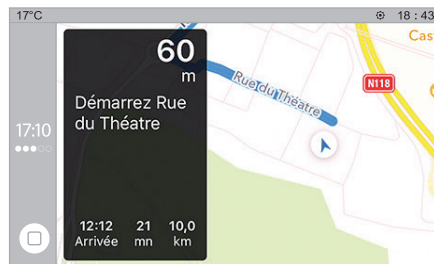 17°C
18 : 43
60
m
Démarrez Rue
du Théatre
17:10
12:12 21 10,0
Arrivée mn km
Rue du Théatre
N118